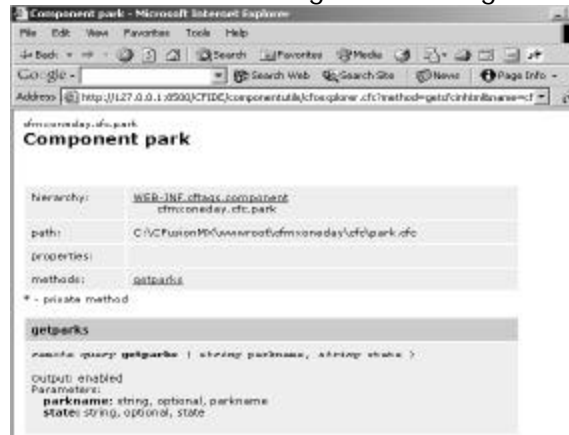 Component park - Microsoft Internet Explorer
File Edit View Favorites Tools Help
Back Search Favorites Media
Google Search Web Search Site News Page Info
Address http://127.0.0.1:8500/CFIDE/componentutils/cfcexplorer.cfc?method=getcfcinhtml&name=cf
cfmxoneday.cfc.park
Component park
hierarchy: WEB-INF.cftags.component
cfmxoneday.cfc.park
path: C:\CFusionMX\wwwroot\cfmxoneday\cfc\park.cfc
properties:
methods: getparks
* - private method
getparks
remote query getparks ( string parkname, string state )
Output: enabled
Parameters:
parkname: string, optional, parkname
state: string, optional, state